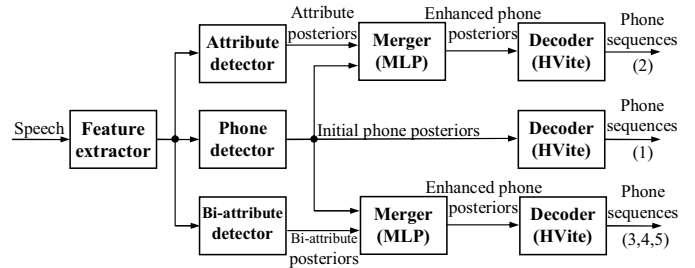 Attribute
posteriors
Enhanced phone
posteriors
Phone
sequences
(2)
Attribute
detector
Merger
(MLP)
Decoder
(HVite)
Speech
Feature
extractor
Phone
detector
Initial phone posteriors
Decoder
(HVite)
Phone
sequences
(1)
Bi-attribute
detector
Bi-attribute
posteriors
Merger
(MLP)
Enhanced phone
posteriors
Decoder
(HVite)
Phone
sequences
(3,4,5)